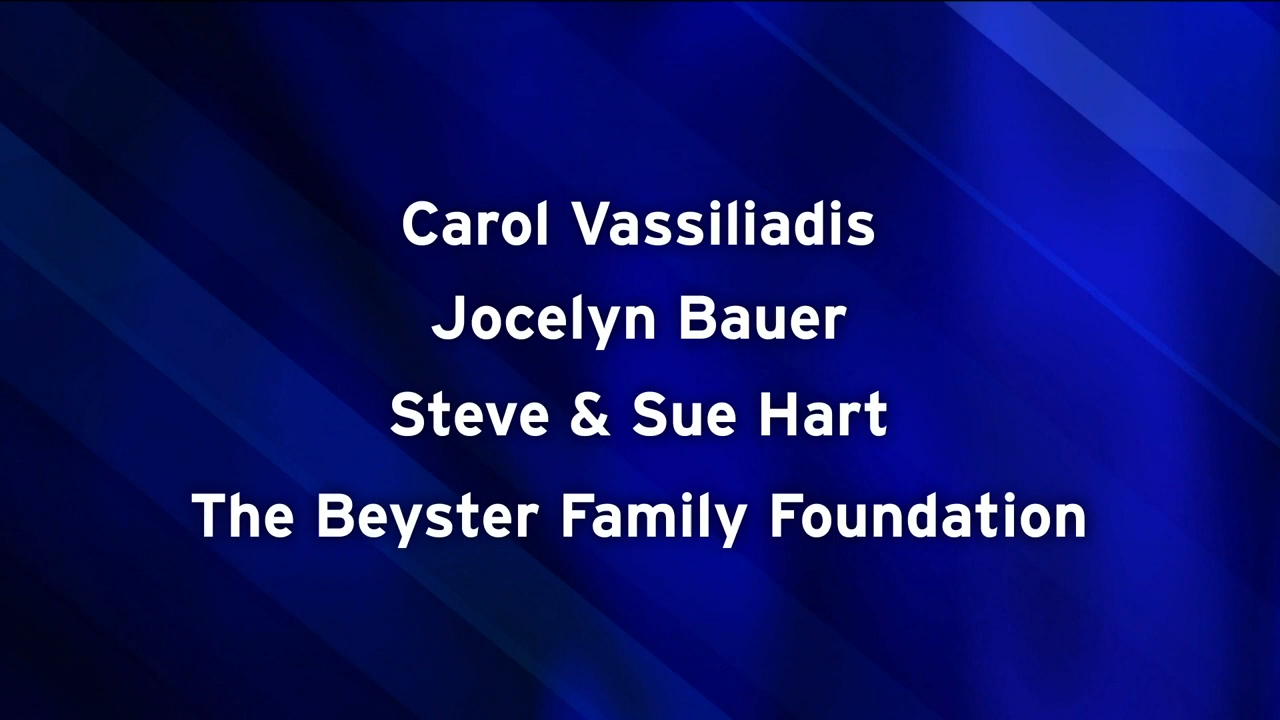 Carol Vassiliadis
Jocelyn Bauer
Steve & Sue Hart
The Beyster Family Foundation